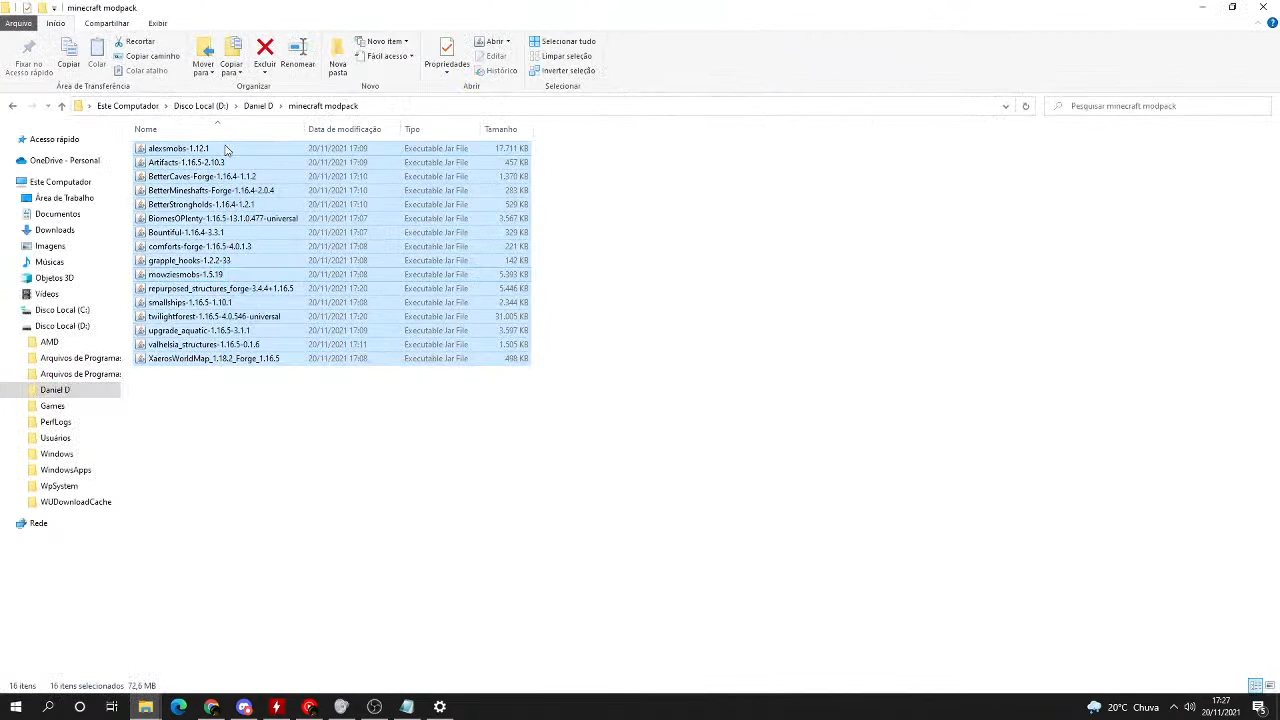 minecraft modpack
Arquivo Início Compartilhar Exibir
Fixar no Acesso rápido
Copiar
Colar
Recortar
Copiar caminho
Colar atalho
Mover para
Copiar para
Excluir
Renomear
Nova pasta
Novo item
Fácil acesso
Propriedades
Abrir
Editar
Histórico
Selecionar tudo
Limpar seleção
Inverter seleção
Área de Transferência Organizar Novo Abrir Selecionar
Este Computador > Disco Local (D:) > Daniel D > minecraft modpack
Pesquisar minecraft modpack
Nome Data de modificação Tipo Tamanho
alexsmobs-1.12.1 20/11/2021 17:09 Executable Jar File 17.711 KB
Artifacts-1.16.5-2.10.3 20/11/2021 17:09 Executable Jar File 457 KB
BetterCaves-Forge-1.16.4-1.1.2 20/11/2021 17:10 Executable Jar File 1.370 KB
BetterMineshafts-Forge-1.16.4-2.0.4 20/11/2021 17:10 Executable Jar File 283 KB
BetterStrongholds-1.16.4-1.2.1 20/11/2021 17:10 Executable Jar File 529 KB
BiomesOPlenty-1.16.5-13.1.0.477-universal 20/11/2021 17:07 Executable Jar File 3.567 KB
Bountiful-1.16.4-3.3.1 20/11/2021 17:07 Executable Jar File 329 KB
comforts-forge-1.16.5-4.0.1.3 20/11/2021 17:08 Executable Jar File 221 KB
grapple_hooks-1.2.2-33 20/11/2021 17:08 Executable Jar File 142 KB
mowziesmobs-1.5.19 20/11/2021 17:08 Executable Jar File 5.393 KB
repurposed_structures_forge-3.4.4+1.16.5 20/11/2021 17:20 Executable Jar File 5.446 KB
smallships-1.16.5-1.10.1 20/11/2021 17:08 Executable Jar File 2.344 KB
twilightforest-1.16.5-4.0.546-universal 20/11/2021 17:20 Executable Jar File 31.005 KB
upgrade_aquatic-1.16.5-3.1.1 20/11/2021 17:09 Executable Jar File 3.597 KB
valhelsia_structures-1.16.5-0.1.6 20/11/2021 17:11 Executable Jar File 1.505 KB
XaerosWorldMap_1.18.2_Forge_1.16.5 20/11/2021 17:08 Executable Jar File 498 KB
Acesso rápido
OneDrive - Personal
Este Computador
Área de Trabalho
Documentos
Downloads
Imagens
Músicas
Objetos 3D
Vídeos
Disco Local (C:)
Disco Local (D:)
AMD
Arquivos de Programa
Arquivos de Programa
Daniel D
Games
PerfLogs
Usuários
Windows
WindowsApps
WpSystem
WUDownloadCache
Rede
16 itens 16 itens selecionados 72,6 MB
20°C Chuva
17:27
20/11/2021